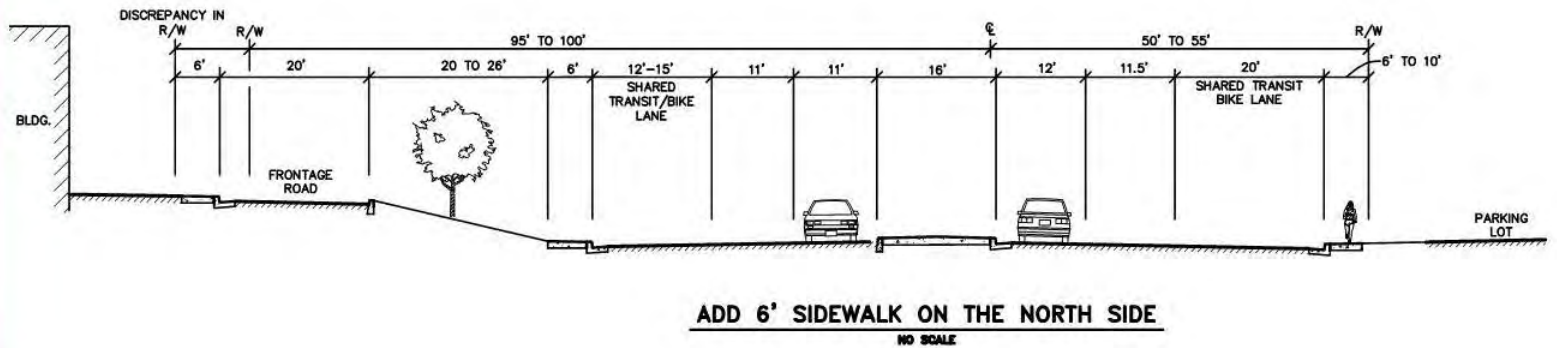 DISCREPANCY IN
R/W
R/W
95' TO 100'
℄
50' TO 55'
R/W
6'
20'
20 TO 26'
6'
12'-15'
11'
11'
16'
12'
11.5'
20'
6' TO 10'
SHARED
TRANSIT/BIKE
LANE
SHARED TRANSIT
BIKE LANE
BLDG.
FRONTAGE
ROAD
PARKING
LOT
ADD 6' SIDEWALK ON THE NORTH SIDE
NO SCALE